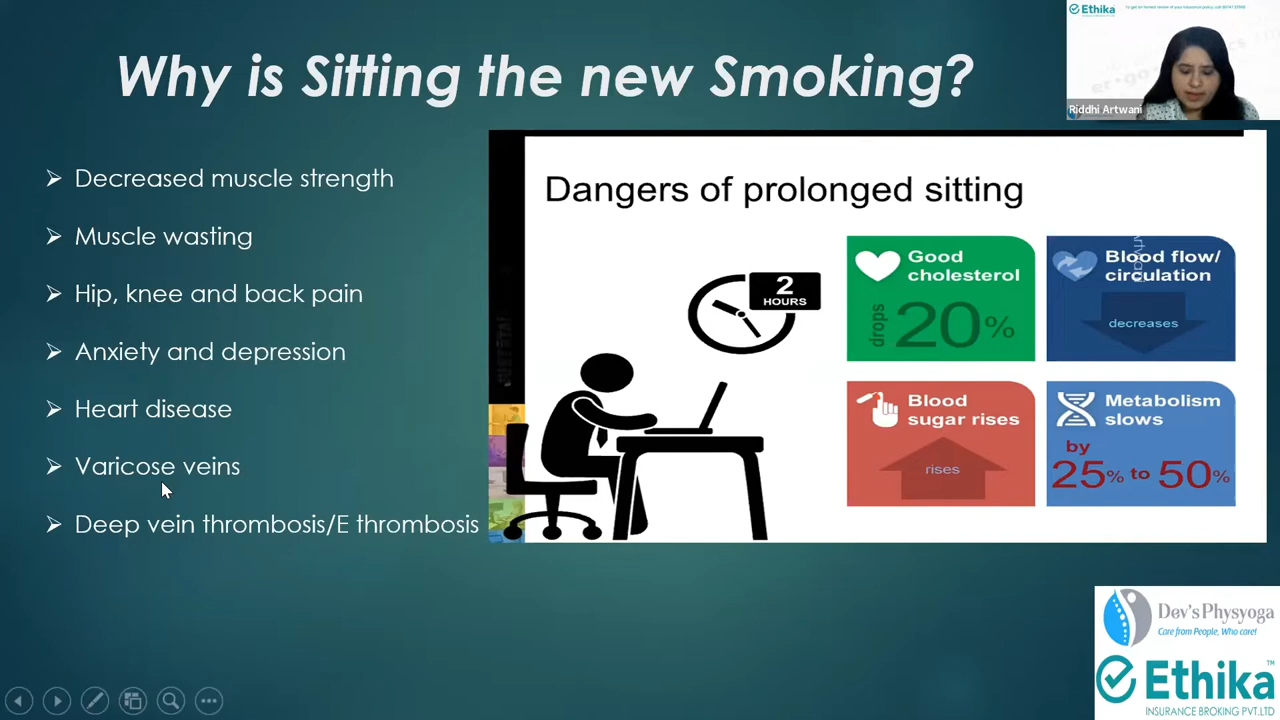 Why is Sitting the new Smoking?
Ethika
Riddhi Artwani
➢ Decreased muscle strength
➢ Muscle wasting
➢ Hip, knee and back pain
➢ Anxiety and depression
➢ Heart disease
➢ Varicose veins
➢ Deep vein thrombosis/E thrombosis
Dangers of prolonged sitting
2
HOURS
Good
cholesterol
drops
20%
Blood flow/
circulation
decreases
Blood
sugar rises
rises
Metabolism
slows
by
25% to 50%
Dev's Physyoga
Care from People, Who care!
Ethika™
INSURANCE BROKING PVT.LTD